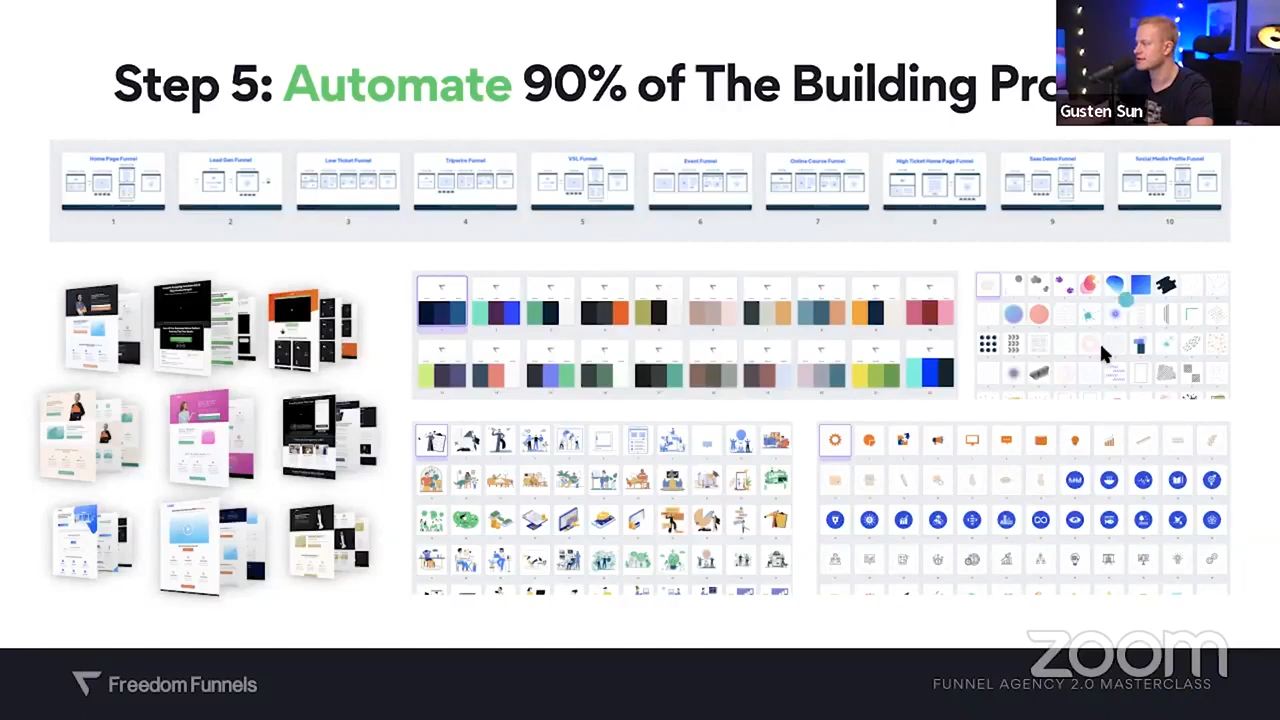 Step 5: Automate 90% of The Building Pro
Gusten Sun
Home Page Funnel
Lead Gen Funnel
Low Ticket Funnel
Tripwire Funnel
VSL Funnel
Event Funnel
Online Course Funnel
High Ticket Home Page Funnel
Saas Demo Funnel
Social Media Profile Funnel
1
2
3
4
5
6
7
8
9
10
zoom
Freedom Funnels
FUNNEL AGENCY 2.0 MASTERCLASS